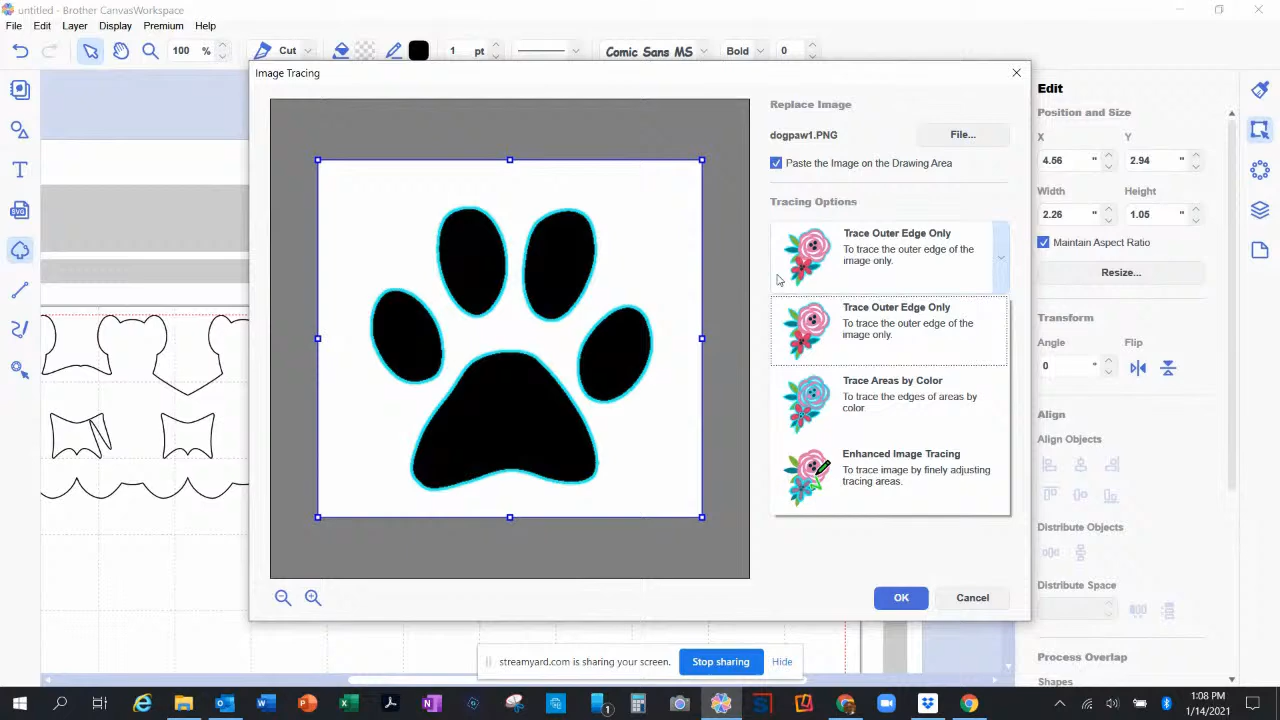 untitled - Brother CanvasWorkspace
File Edit Layer Display Premium Help
100 % Cut 1 pt Comic Sans MS Bold 0
Image Tracing
Replace Image
dogpaw1.PNG File...
Paste the Image on the Drawing Area
Tracing Options
Trace Outer Edge Only
To trace the outer edge of the
image only.
Trace Outer Edge Only
To trace the outer edge of the
image only.
Trace Areas by Color
To trace the edges of areas by
color
Enhanced Image Tracing
To trace image by finely adjusting
tracing areas.
OK Cancel
SVG
Edit
Position and Size
X Y
4.56 " 2.94 "
Width Height
2.26 " 1.05 "
Maintain Aspect Ratio
Resize...
Transform
Angle Flip
0
Align
Align Objects
Distribute Objects
Distribute Space
Process Overlap
Shapes
streamyard.com is sharing your screen. Stop sharing Hide
1:08 PM
1/14/2021